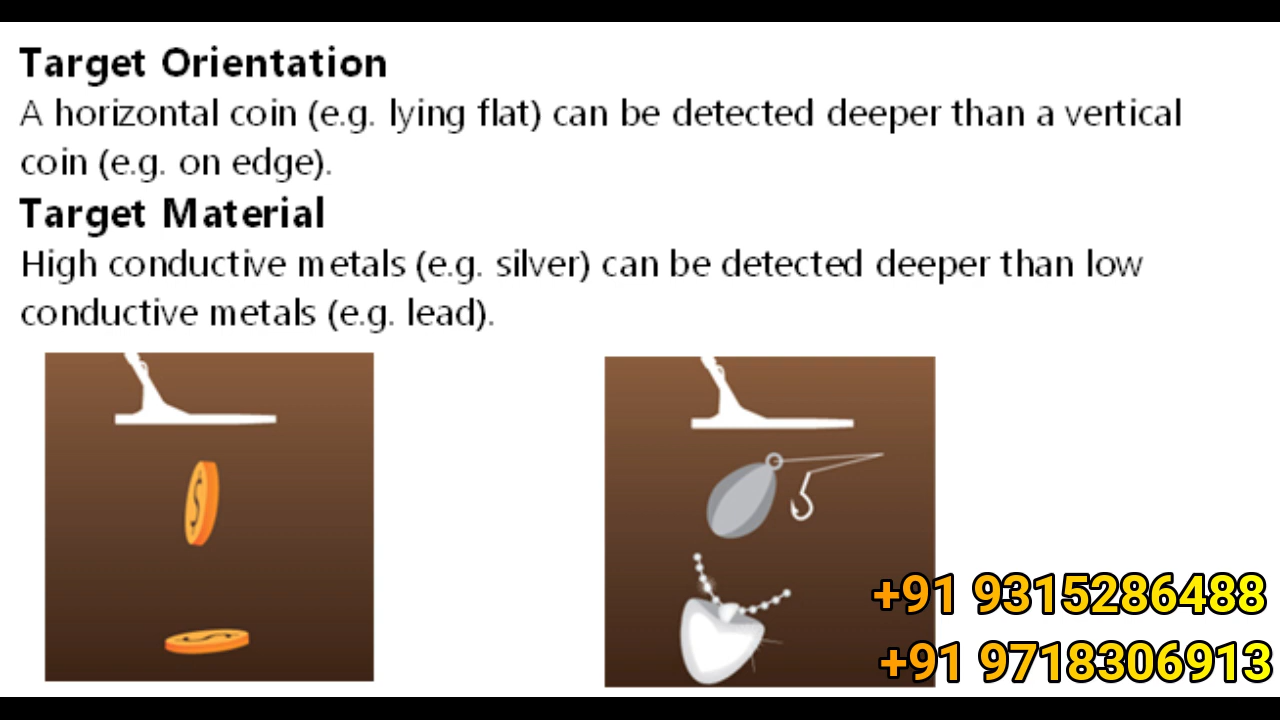 Target Orientation
A horizontal coin (e.g. lying flat) can be detected deeper than a vertical
coin (e.g. on edge).
Target Material
High conductive metals (e.g. silver) can be detected deeper than low
conductive metals (e.g. lead).
+91 9315286488
+91 9718306913